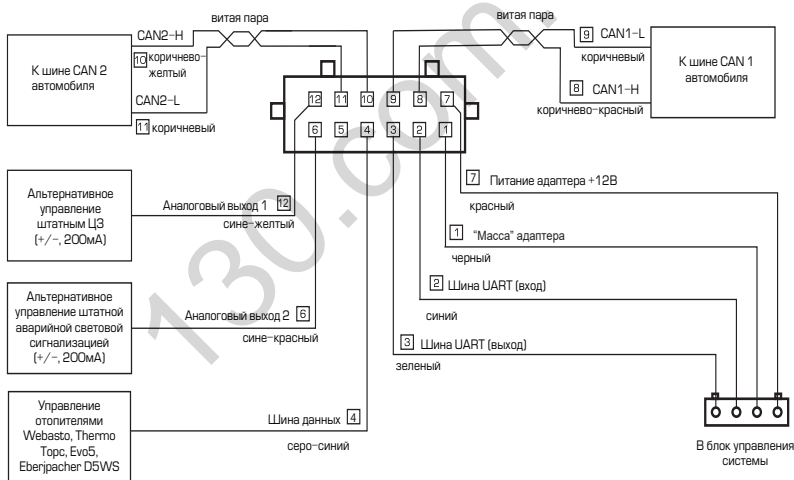 витая пара
витая пара
CAN2-H
10 коричнево-
желтый
К шине CAN 2
автомобиля
CAN2-L
11 коричневый
9 CAN1-L
коричневый
8 CAN1-H
коричнево-красный
К шине CAN 1
автомобиля
12 11 10 9 8 7
6 5 4 3 2 1
Альтернативное
управление
штатным ЦЗ
(+/-, 200мА)
Аналоговый выход 1 12
сине-желтый
7 Питание адаптера +12В
красный
1 "Масса" адаптера
черный
2 Шина UART (вход)
синий
3 Шина UART (выход)
зеленый
Альтернативное
управление штатной
аварийной световой
сигнализацией
(+/-, 200мА)
Аналоговый выход 2 6
сине-красный
Управление
отопителями
Webasto, Thermo
Topc, Evo5,
Eberjpacher D5WS
Шина данных 4
серо-синий
В блок управления
системы
130.com.